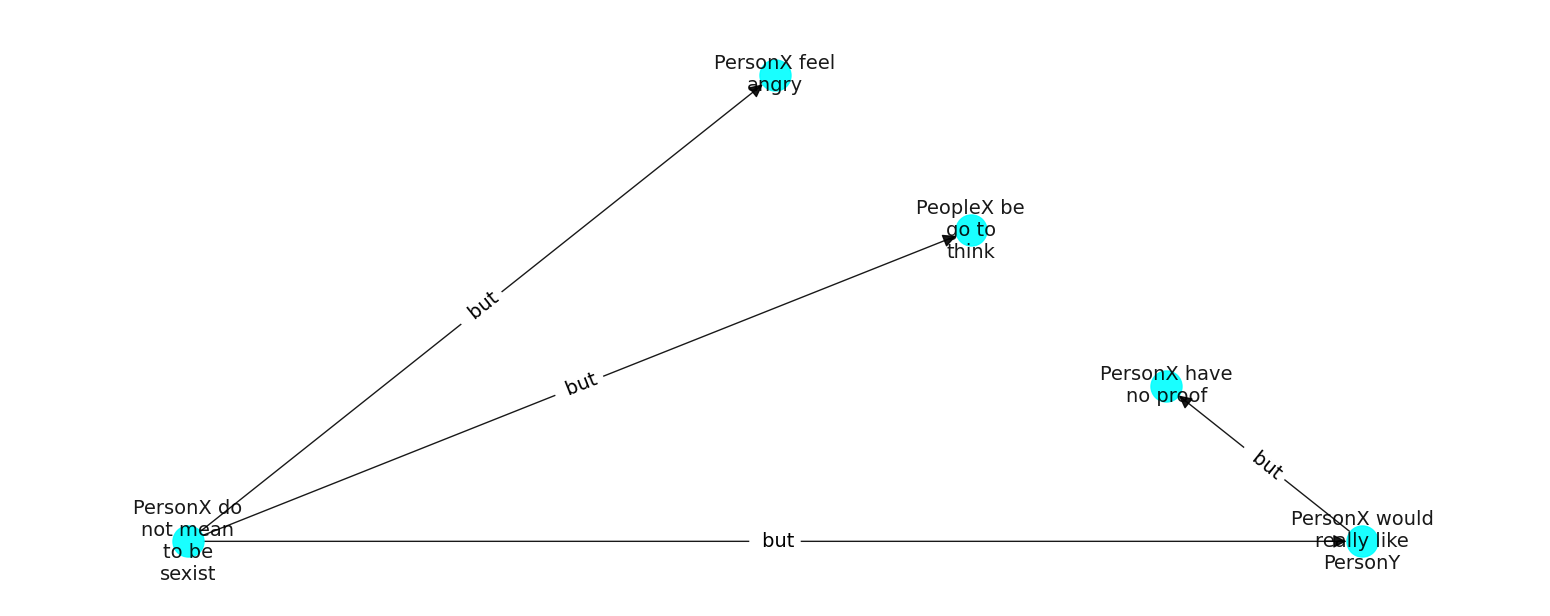 PersonX feel
angry
PeopleX be
go to
think
but
but
PersonX have
no proof
but
PersonX do
not mean
to be
sexist
but
PersonX would
really like
PersonY